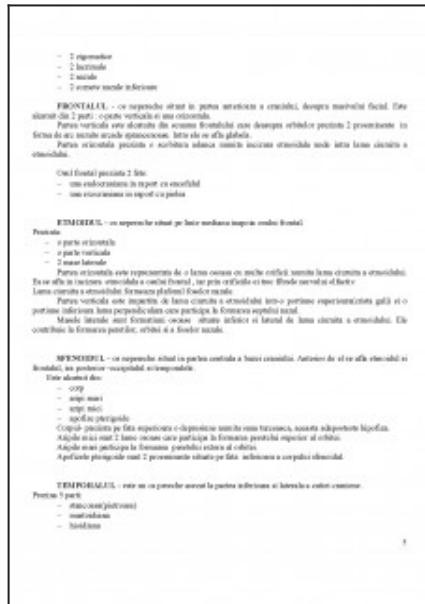 – 2 zigomatice
– 2 lacrimale
– 2 nazale
– 2 cornete nazale inferioare
FRONTALUL – os nepereche situat in partea anterioara a craniului, deasupra masivului facial. Este
alcatuit din 2 parti : o parte verticala si una orizontala.
Partea verticala este alcatuita din scuama frontalului care deasupra orbitelor prezinta 2 proeminente in
forma de arc numite arcade sprancenoase. Intre ele se afla glabela.
Partea orizontala prezinta o scobitura adanca numita incizura etmoidala unde intra lama ciuruita a
etmoidului.
Osul frontal prezinta 2 fete:
– una endocraniana in raport cu encefalul
– una exocraniana in raport cu pielea
ETMOIDUL – os nepereche situat pe linie mediana inapoia osului frontal.
Prezinta:
– o parte orizontala
– o parte verticala
– 2 mase laterale
Partea orizontala este reprezentata de o lama osoasa cu multe orificii numita lama ciuruita a etmoidului.
Ea se afla in incizura etmoidala a osului frontal, iar prin orificiile ei trec fibrele nervului olfactiv.
Lama ciuruita a etmoidului formeaza plafonul foselor nazale.
Partea verticala este impartita de lama ciuruita a etmoidului intr-o portiune superioara(crista galli) si o
portiune inferioara lama perpendiculara care participa la formarea septului nazal.
Masele laterale sunt formatiuni osoase situate inferior si lateral de lama ciuruita a etmoidului. Ele
contribuie la formarea peretilor, orbitei si a foselor nazale.
SFENOIDUL – os nepereche situat in partea centrala a bazei craniului. Anterior de el se afla etmoidul si
frontalul, iar posterior -occipitalul si temporalele.
Este alcatuit din:
– corp
– aripi mari
– aripi mici
– apofize pterigoide
Corpul- prezinta pe fata superioara o depresiune numita saua turceasca, aceasta adaposteste hipofiza.
Aripile mici sunt 2 lame osoase care participa la formarea peretelui superior al orbitei.
Aripile mari participa la formarea peretelui extern al orbitei.
Apofizele pterigoide sunt 2 proeminente situate pe fata inferioara a corpului sfenoidal.
TEMPORALUL – este un os pereche asezat la partea inferioara si laterala a cutiei craniene.
Prezinta 5 parti:
– stancoasa(pietroasa)
– mastoidiana
– hioidiana